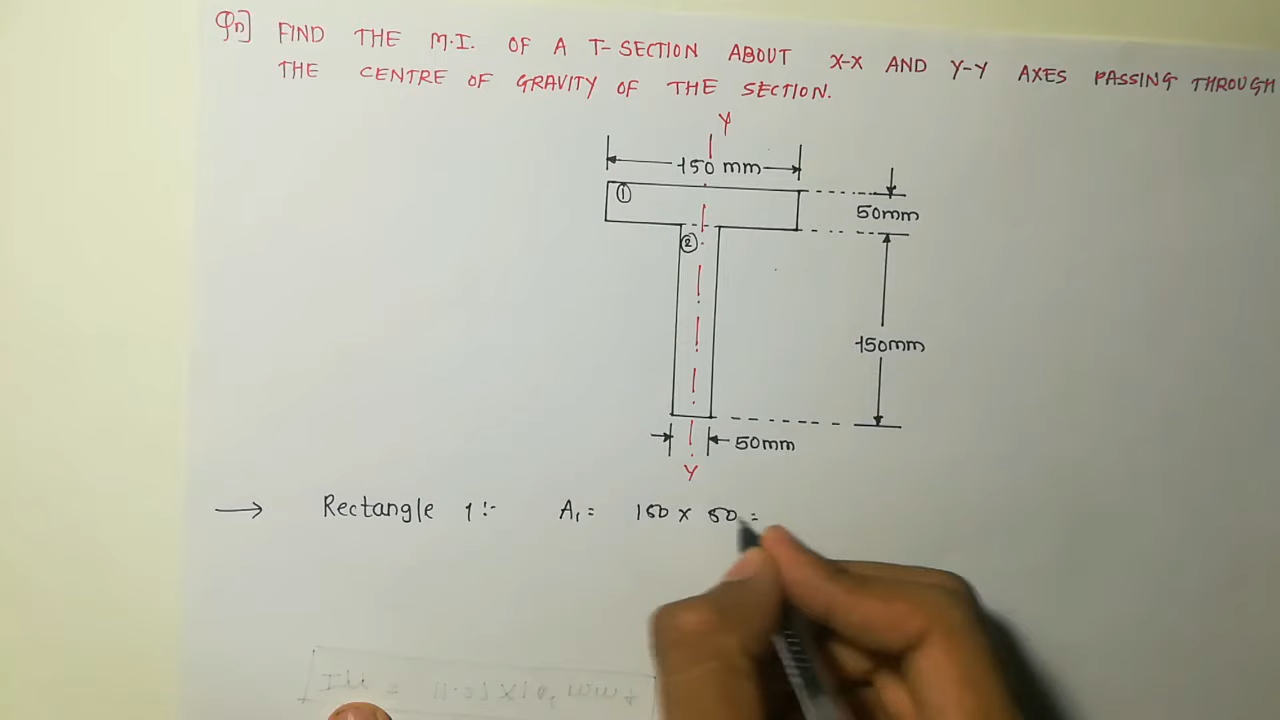 Qn] FIND THE M.I. OF A T-SECTION ABOUT X-X AND Y-Y AXES PASSING THROUGH
THE CENTRE OF GRAVITY OF THE SECTION.
Y
150 mm
①
50mm
②
150mm
50mm
Y
→ Rectangle 1:- A₁ = 150 × 50 =